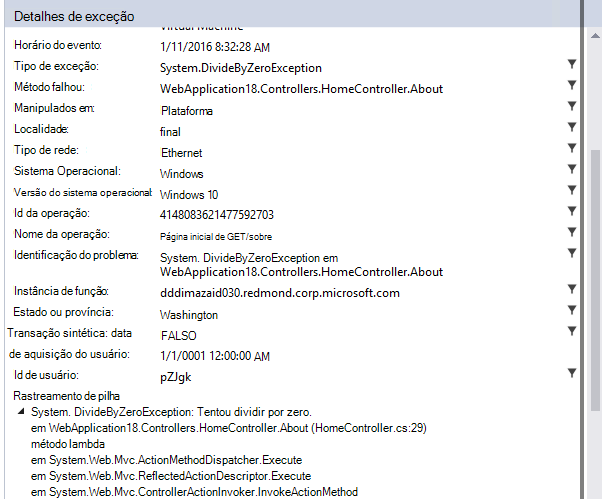 Detalhes de exceção
Virtual Machine
Horário do evento: 1/11/2016 8:32:28 AM
Tipo de exceção: System.DivideByZeroException
Método falhou: WebApplication18.Controllers.HomeController.About
Manipulados em: Plataforma
Localidade: final
Tipo de rede: Ethernet
Sistema Operacional: Windows
Versão do sistema operacional: Windows 10
Id da operação: 4148083621477592703
Nome da operação: Página inicial de GET/sobre
Identificação do problema: System. DivideByZeroException em
WebApplication18.Controllers.HomeController.About
Instância de função: dddimazaid030.redmond.corp.microsoft.com
Estado ou província: Washington
Transação sintética: data FALSO
de aquisição do usuário: 1/1/0001 12:00:00 AM
Id de usuário: pZJgk
Rastreamento de pilha
System. DivideByZeroException: Tentou dividir por zero.
em WebApplication18.Controllers.HomeController.About (HomeController.cs:29)
método lambda
em System.Web.Mvc.ActionMethodDispatcher.Execute
em System.Web.Mvc.ReflectedActionDescriptor.Execute
em System.Web.Mvc.ControllerActionInvoker.InvokeActionMethod